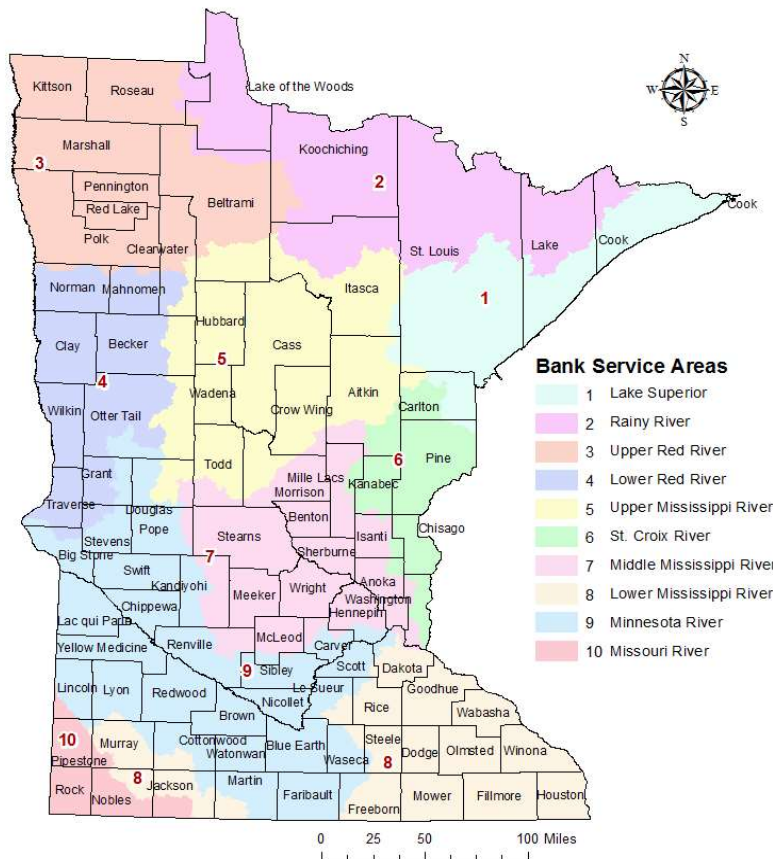 N
W E
S
Kittson Roseau Lake of the Woods
Marshall Koochiching
3
2
Pennington
Red Lake Beltrami
Polk Clearwater
Cook
St. Louis Lake Cook
Norman Mahnomen Itasca
1
Hubbard
Clay Becker Cass
5
4
Wadena Aitkin
Wilkin Otter Tail Crow Wing Carlton
Todd 6 Pine
Grant Mille Lacs Kanabec
Morrison
Traverse Douglas Benton
Pope Stearns Isanti Chisago
Stevens Sherburne
Big Stone 7
Swift Kandiyohi Anoka
Meeker Wright Washington
Chippewa Hennepin
Lac qui Parle
McLeod Carver
Yellow Medicine Renville
9 Sibley Scott Dakota
Lincoln Lyon Redwood Le Sueur Goodhue
Nicollet Rice Wabasha
Brown
10 Murray Cottonwood Blue Earth Steele Dodge Olmsted Winona
Pipestone Watonwan Waseca 8
8
Rock Nobles Jackson Martin Faribault Freeborn Mower Fillmore Houston
Bank Service Areas
1 Lake Superior
2 Rainy River
3 Upper Red River
4 Lower Red River
5 Upper Mississippi River
6 St. Croix River
7 Middle Mississippi River
8 Lower Mississippi River
9 Minnesota River
10 Missouri River
0 25 50 100 Miles